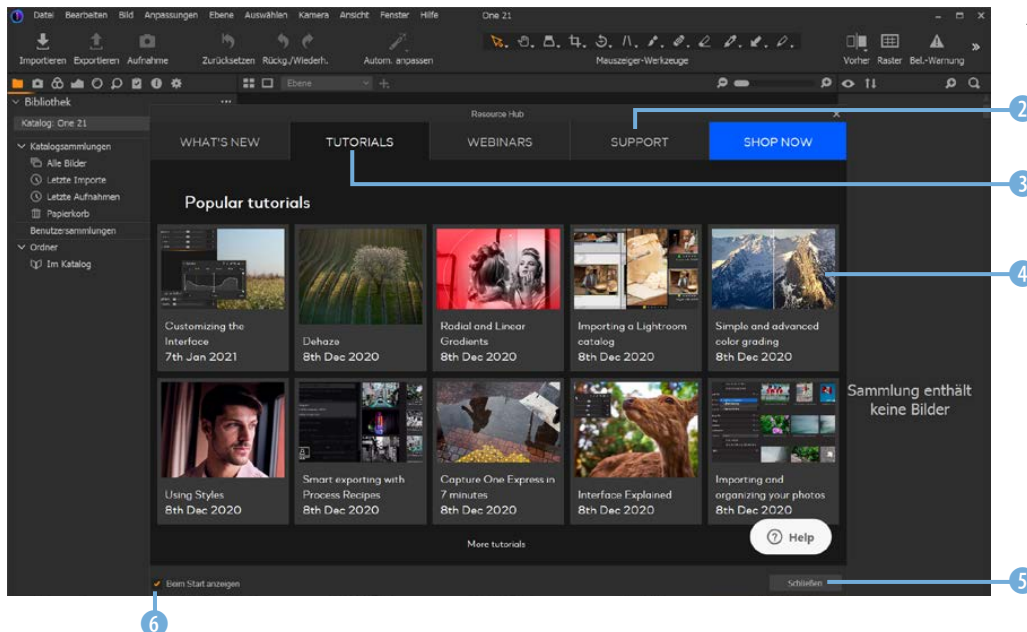 Datei Bearbeiten Bild Anpassungen Ebene Auswählen Kamera Ansicht Fenster Hilfe One 21
Importieren Exportieren Aufnahme Zurücksetzen Rückg./Wiederh. Autom. anpassen Mauszeiger-Werkzeuge Vorher Raster Bel.-Warnung
Ebene
Bibliothek
Katalog: One 21
Katalogsammlungen
Alle Bilder
Letzte Importe
Letzte Aufnahmen
Papierkorb
Benutzersammlungen
Ordner
Im Katalog
Resource Hub
WHAT'S NEW TUTORIALS WEBINARS SUPPORT SHOP NOW
2
3
Popular tutorials
4
Customizing the
Interface
7th Jan 2021
Dehaze
8th Dec 2020
Radial and Linear
Gradients
8th Dec 2020
Importing a Lightroom
catalog
8th Dec 2020
Simple and advanced
color grading
8th Dec 2020
Using Styles
8th Dec 2020
Smart exporting with
Process Recipes
8th Dec 2020
Capture One Express in
7 minutes
8th Dec 2020
Interface Explained
8th Dec 2020
Importing and
organizing your photos
8th Dec 2020
Sammlung enthält
keine Bilder
More tutorials
Help
Beim Start anzeigen
Schließen
5
6